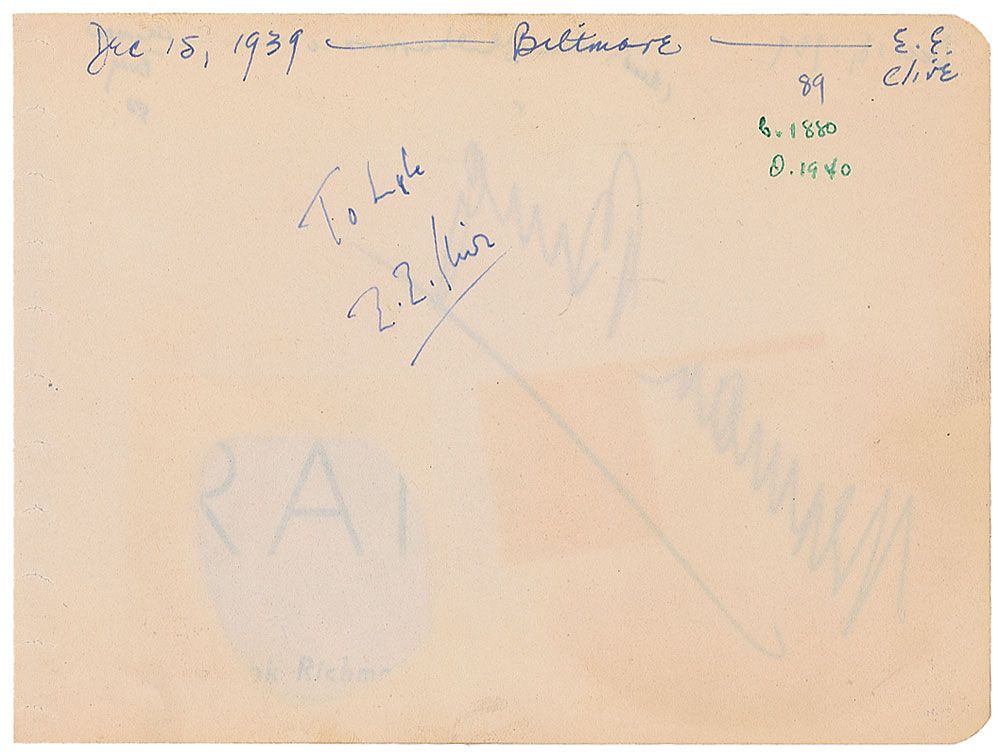 Dec 15, 1939 — Biltmore — E. E.
Clive
89
b. 1880
D. 1940
To Lyle
E. E. Clive